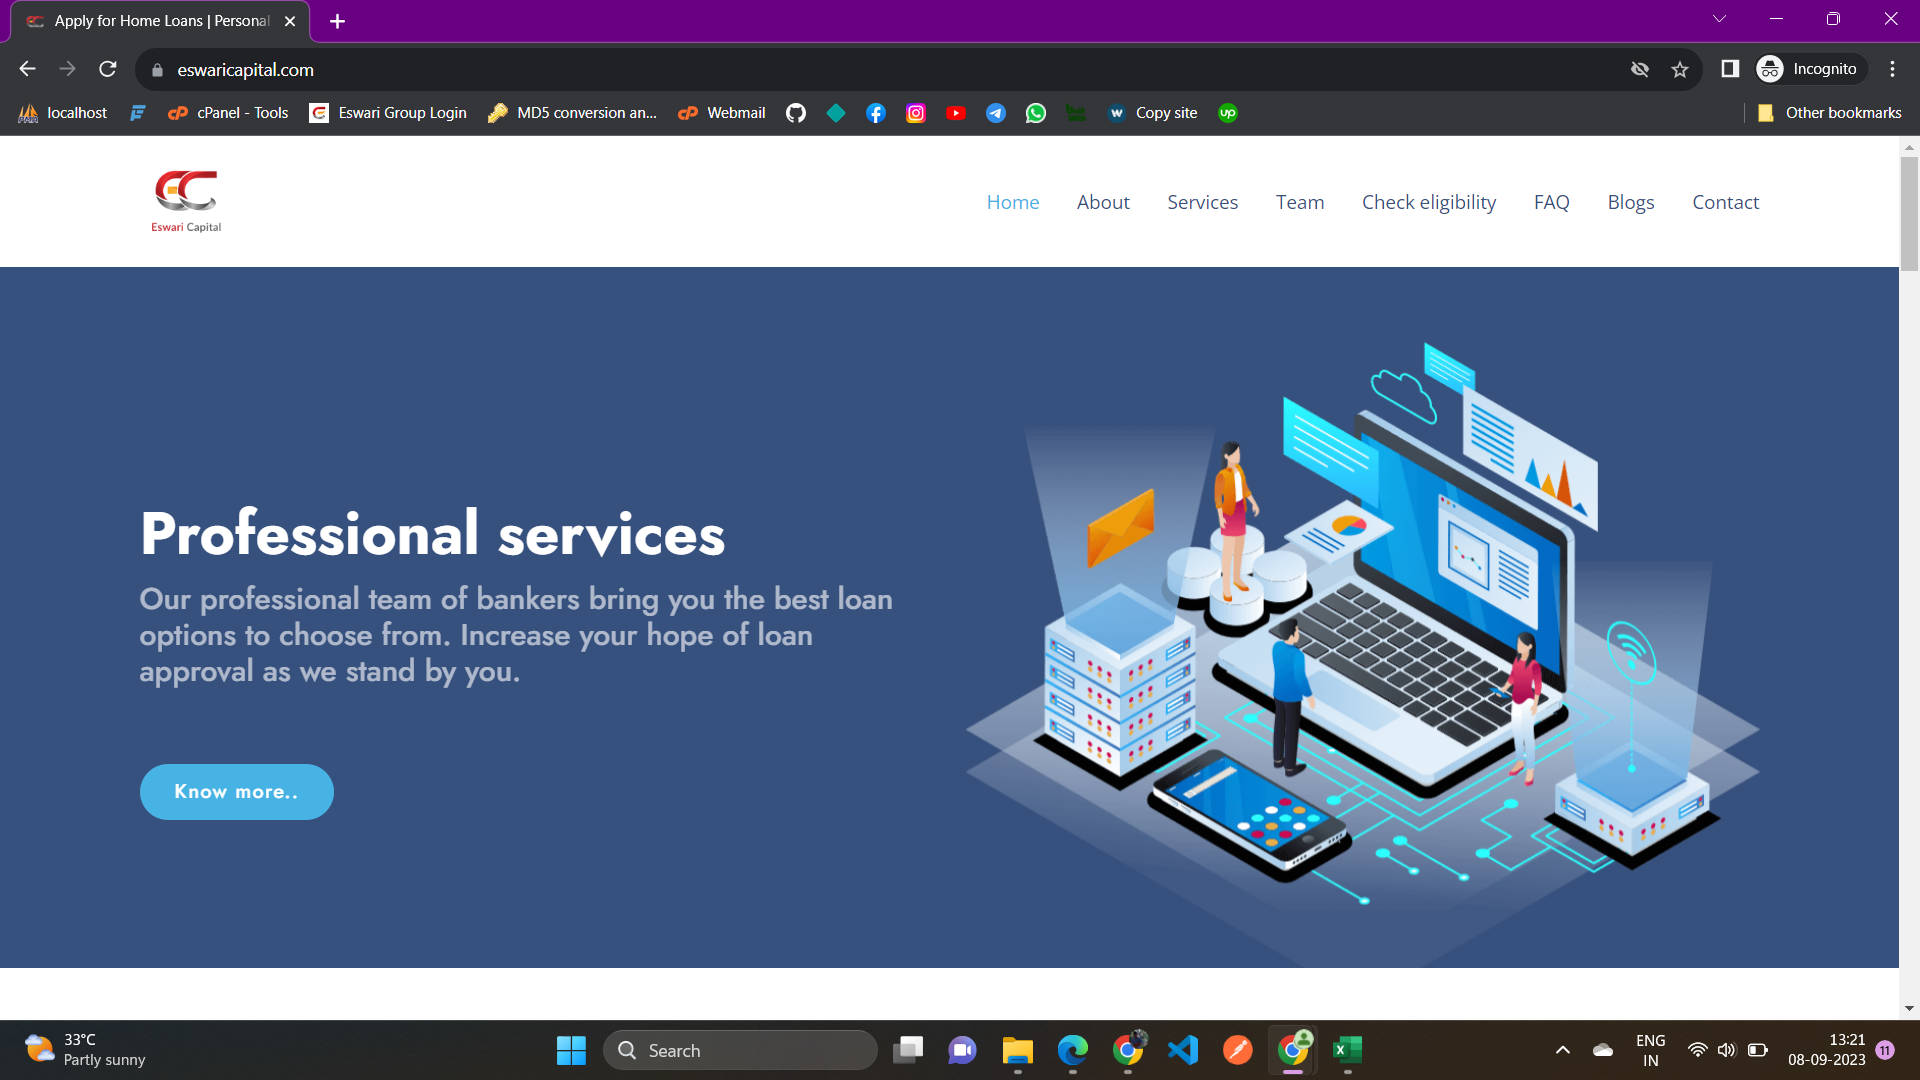 Apply for Home Loans | Personal
eswaricapital.com
Incognito
localhost
cPanel - Tools
Eswari Group Login
MD5 conversion an...
Webmail
Copy site
Other bookmarks
Eswari Capital
Home
About
Services
Team
Check eligibility
FAQ
Blogs
Contact
Professional services
Our professional team of bankers bring you the best loan
options to choose from. Increase your hope of loan
approval as we stand by you.
Know more..
33°C
Partly sunny
Search
ENG
IN
13:21
08-09-2023
11